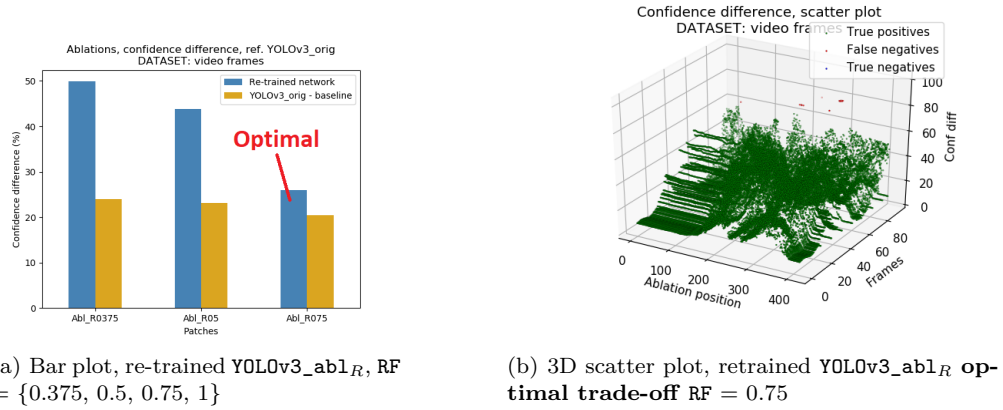 Ablations, confidence difference, ref. YOLOv3_orig
DATASET: video frames
Re-trained network
YOLOv3_orig - baseline
Optimal
Confidence difference (%)
50
40
30
20
10
0
Abl_R0375 Abl_R05 Abl_R075
Patches
a) Bar plot, re-trained YOLOv3_ablR, RF
= {0.375, 0.5, 0.75, 1}
Confidence difference, scatter plot
DATASET: video frames
True positives
False negatives
True negatives
100
80
60
40
20
0
Conf diff
0 100 200 300 400
Ablation position
0 20 40 60 80
Frames
(b) 3D scatter plot, retrained YOLOv3_ablR op-
timal trade-off RF = 0.75